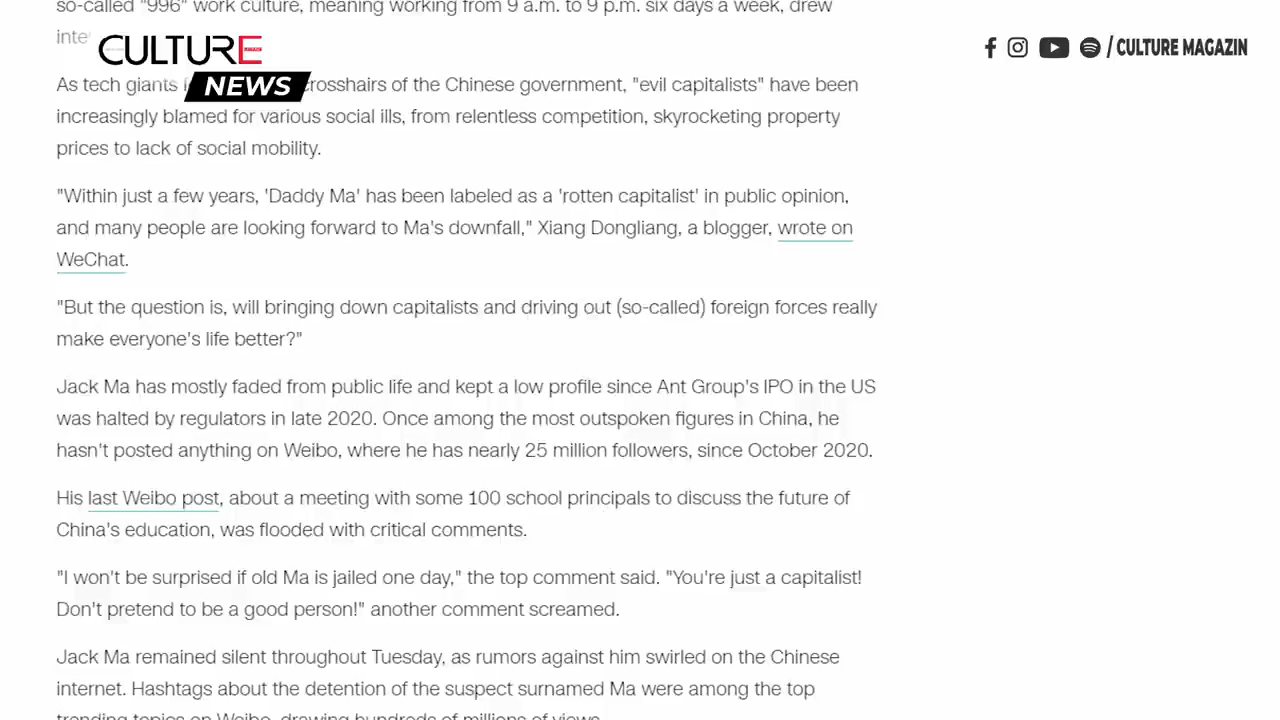 so-called "996" work culture, meaning working from 9 a.m. to 9 p.m. six days a week, drew
CULTURE
NEWS
/ CULTURE MAGAZIN
As tech giants crosshairs of the Chinese government, "evil capitalists" have been
increasingly blamed for various social ills, from relentless competition, skyrocketing property
prices to lack of social mobility.
"Within just a few years, 'Daddy Ma' has been labeled as a 'rotten capitalist' in public opinion,
and many people are looking forward to Ma's downfall," Xiang Dongliang, a blogger, wrote on
WeChat.
"But the question is, will bringing down capitalists and driving out (so-called) foreign forces really
make everyone's life better?"
Jack Ma has mostly faded from public life and kept a low profile since Ant Group's IPO in the US
was halted by regulators in late 2020. Once among the most outspoken figures in China, he
hasn't posted anything on Weibo, where he has nearly 25 million followers, since October 2020.
His last Weibo post, about a meeting with some 100 school principals to discuss the future of
China's education, was flooded with critical comments.
"I won't be surprised if old Ma is jailed one day," the top comment said. "You're just a capitalist!
Don't pretend to be a good person!" another comment screamed.
Jack Ma remained silent throughout Tuesday, as rumors against him swirled on the Chinese
internet. Hashtags about the detention of the suspect surnamed Ma were among the top
trending topics on Weibo, drawing hundreds of millions of views.